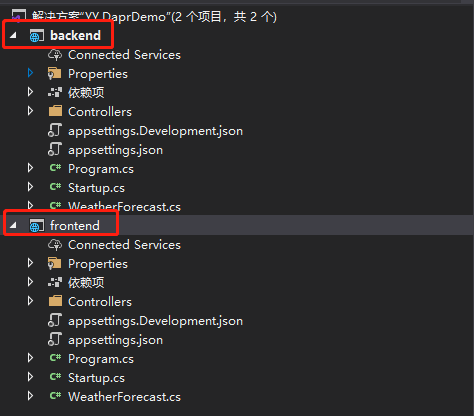 解决方案"YY.DaprDemo"(2 个项目，共 2 个)
backend
Connected Services
Properties
依赖项
Controllers
appsettings.Development.json
appsettings.json
C# Program.cs
C# Startup.cs
C# WeatherForecast.cs
frontend
Connected Services
Properties
依赖项
Controllers
appsettings.Development.json
appsettings.json
C# Program.cs
C# Startup.cs
C# WeatherForecast.cs